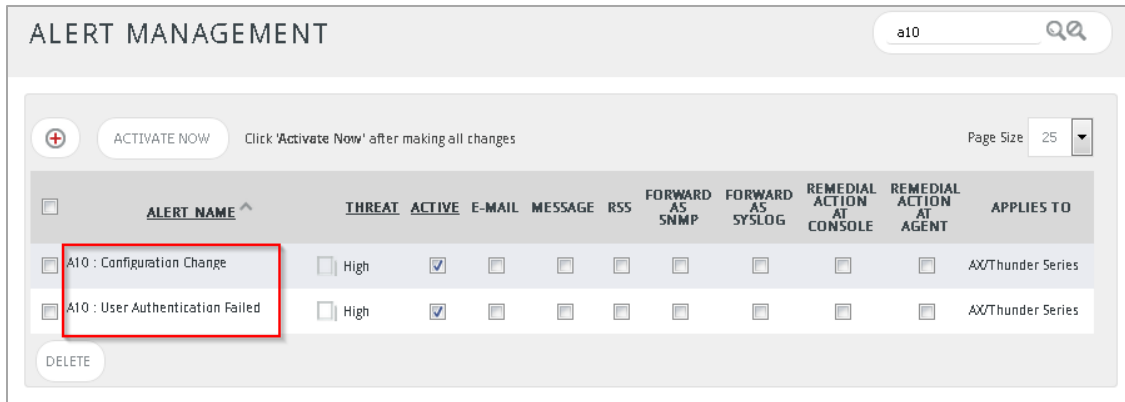 ALERT MANAGEMENT
a10
ACTIVATE NOW Click 'Activate Now' after making all changes Page Size 25
ALERT NAME THREAT ACTIVE E-MAIL MESSAGE RSS FORWARD AS SNMP FORWARD AS SYSLOG REMEDIAL ACTION AT CONSOLE REMEDIAL ACTION AT AGENT APPLIES TO
A10 : Configuration Change High AX/Thunder Series
A10 : User Authentication Failed High AX/Thunder Series
DELETE